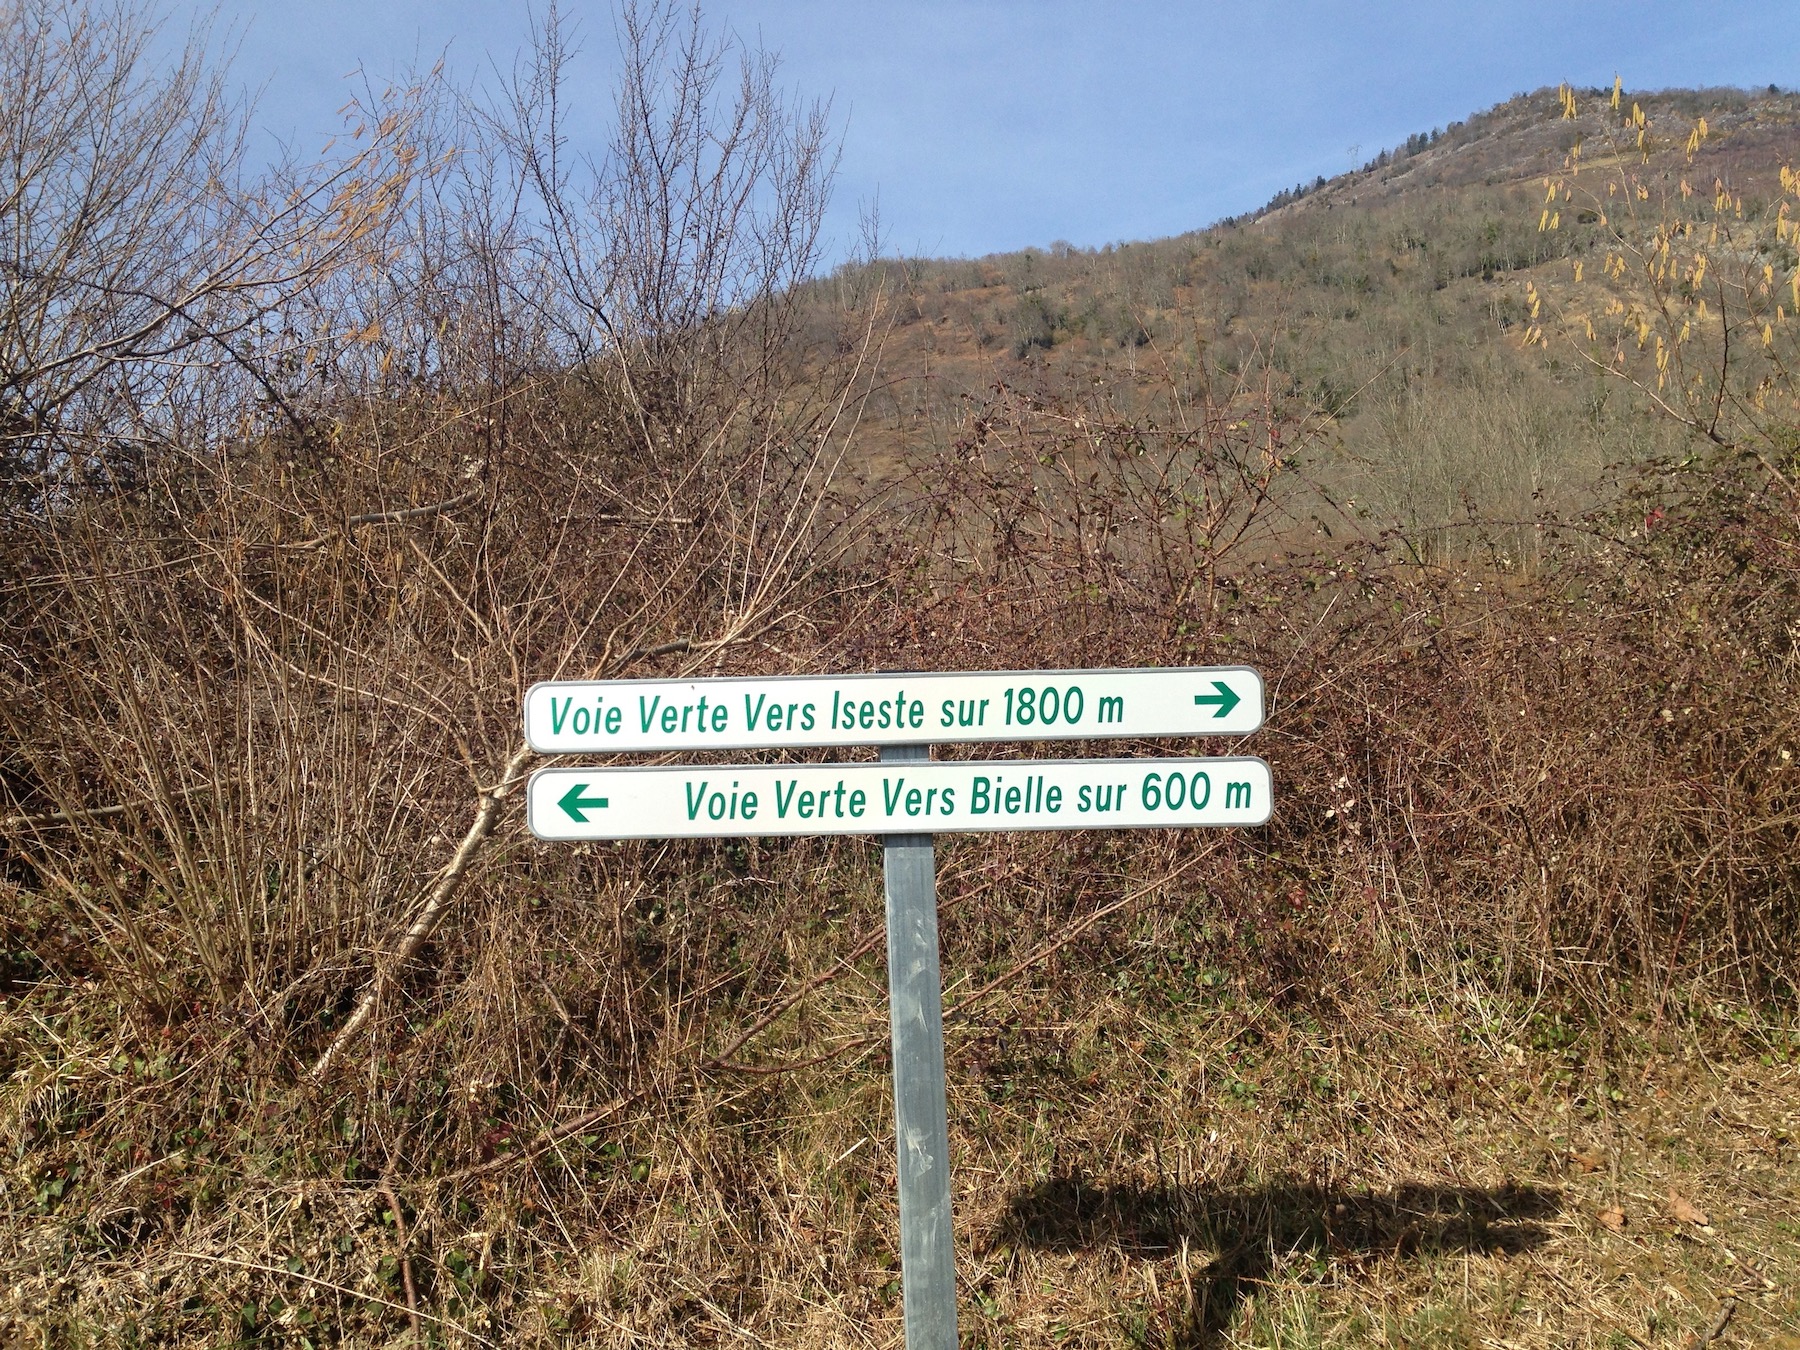 Voie Verte Vers Iseste sur 1800 m
Voie Verte Vers Bielle sur 600 m